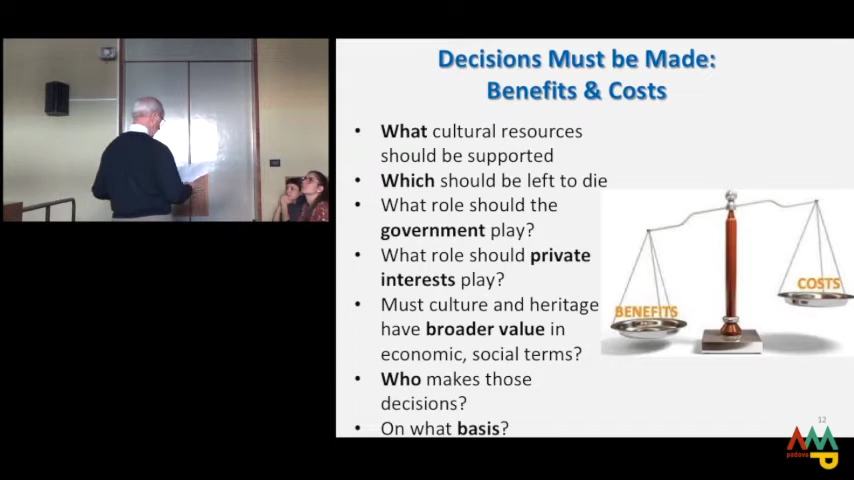 Decisions Must be Made:
Benefits & Costs
• What cultural resources
should be supported
• Which should be left to die
• What role should the
government play?
• What role should private
interests play?
• Must culture and heritage
have broader value in
economic, social terms?
• Who makes those
decisions?
• On what basis?
BENEFITS
COSTS
12
padova